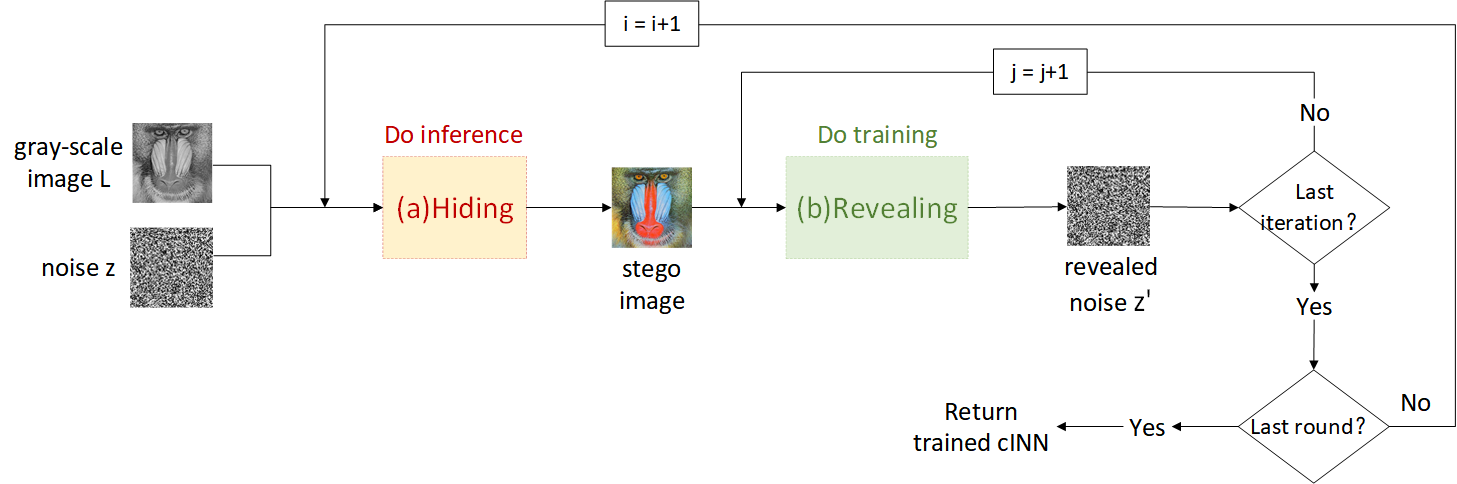 i = i+1
j = j+1
No
Do inference
Do training
gray-scale
image L
(a)Hiding
(b)Revealing
Last
iteration?
noise z
stego
image
revealed
noise z'
Yes
No
Return
trained cINN
Yes
Last round?